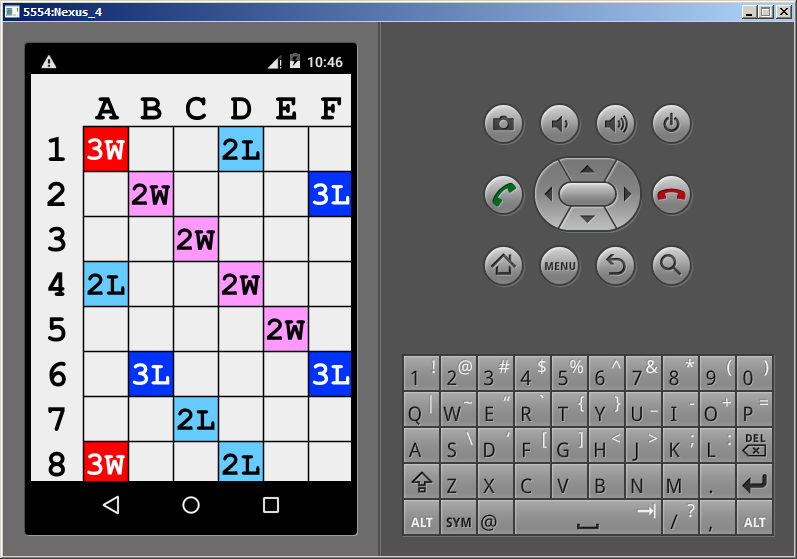 5554:Nexus_4
10:46
A B C D E F
1 3W 2L
2 2W 3L
3 2W
4 2L 2W
5 2W
6 3L 3L
7 2L
8 3W 2L
MENU
1 ! 2 @ 3 # 4 $ 5 % 6 ^ 7 & 8 * 9 ( 0 )
Q | W ~ E “ R ` T { Y } U _ I - O + P =
A S \ D ‘ F [ G ] H < J > K ; L : DEL
Z X C V B N M .
ALT SYM @ / ? , ALT